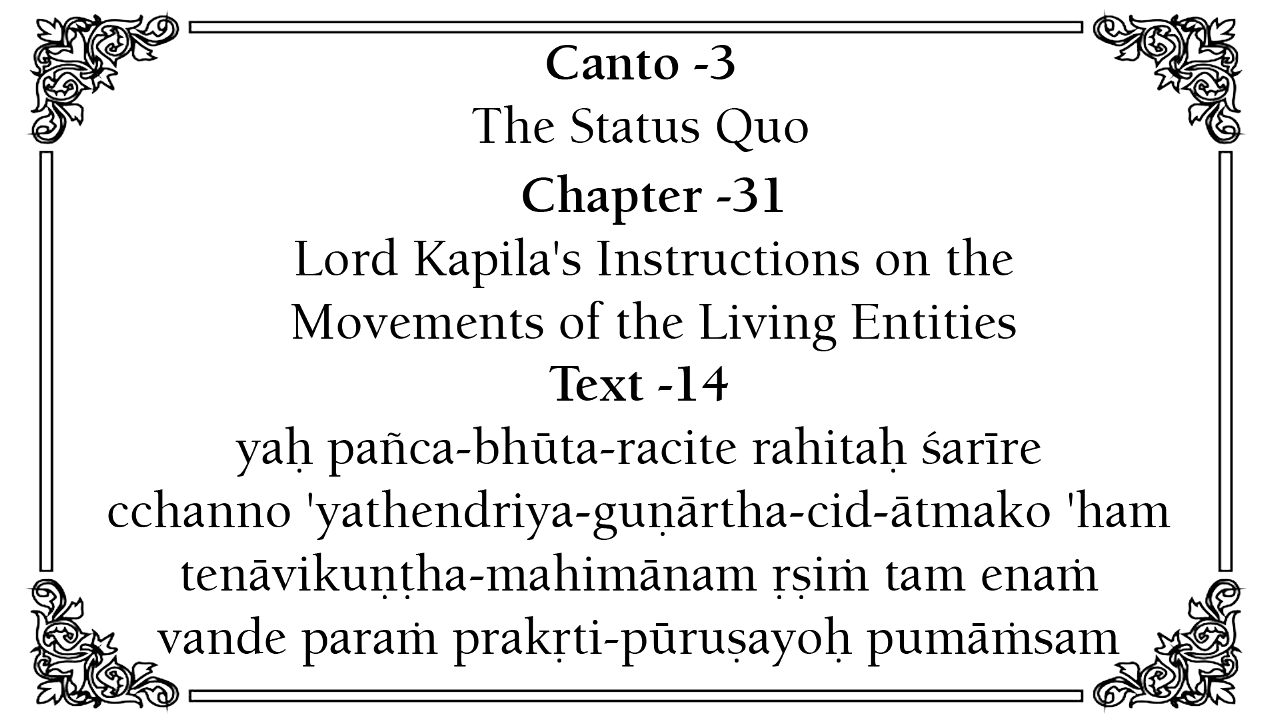 Canto -3
The Status Quo
Chapter -31
Lord Kapila's Instructions on the
Movements of the Living Entities
Text -14
yaḥ pañca-bhūta-racite rahitaḥ śarīre
cchanno 'yathendriya-guṇārtha-cid-ātmako 'ham
tenāvikuṇṭha-mahimānam ṛṣiṁ tam enaṁ
vande paraṁ prakṛti-pūruṣayoḥ pumāṁsam